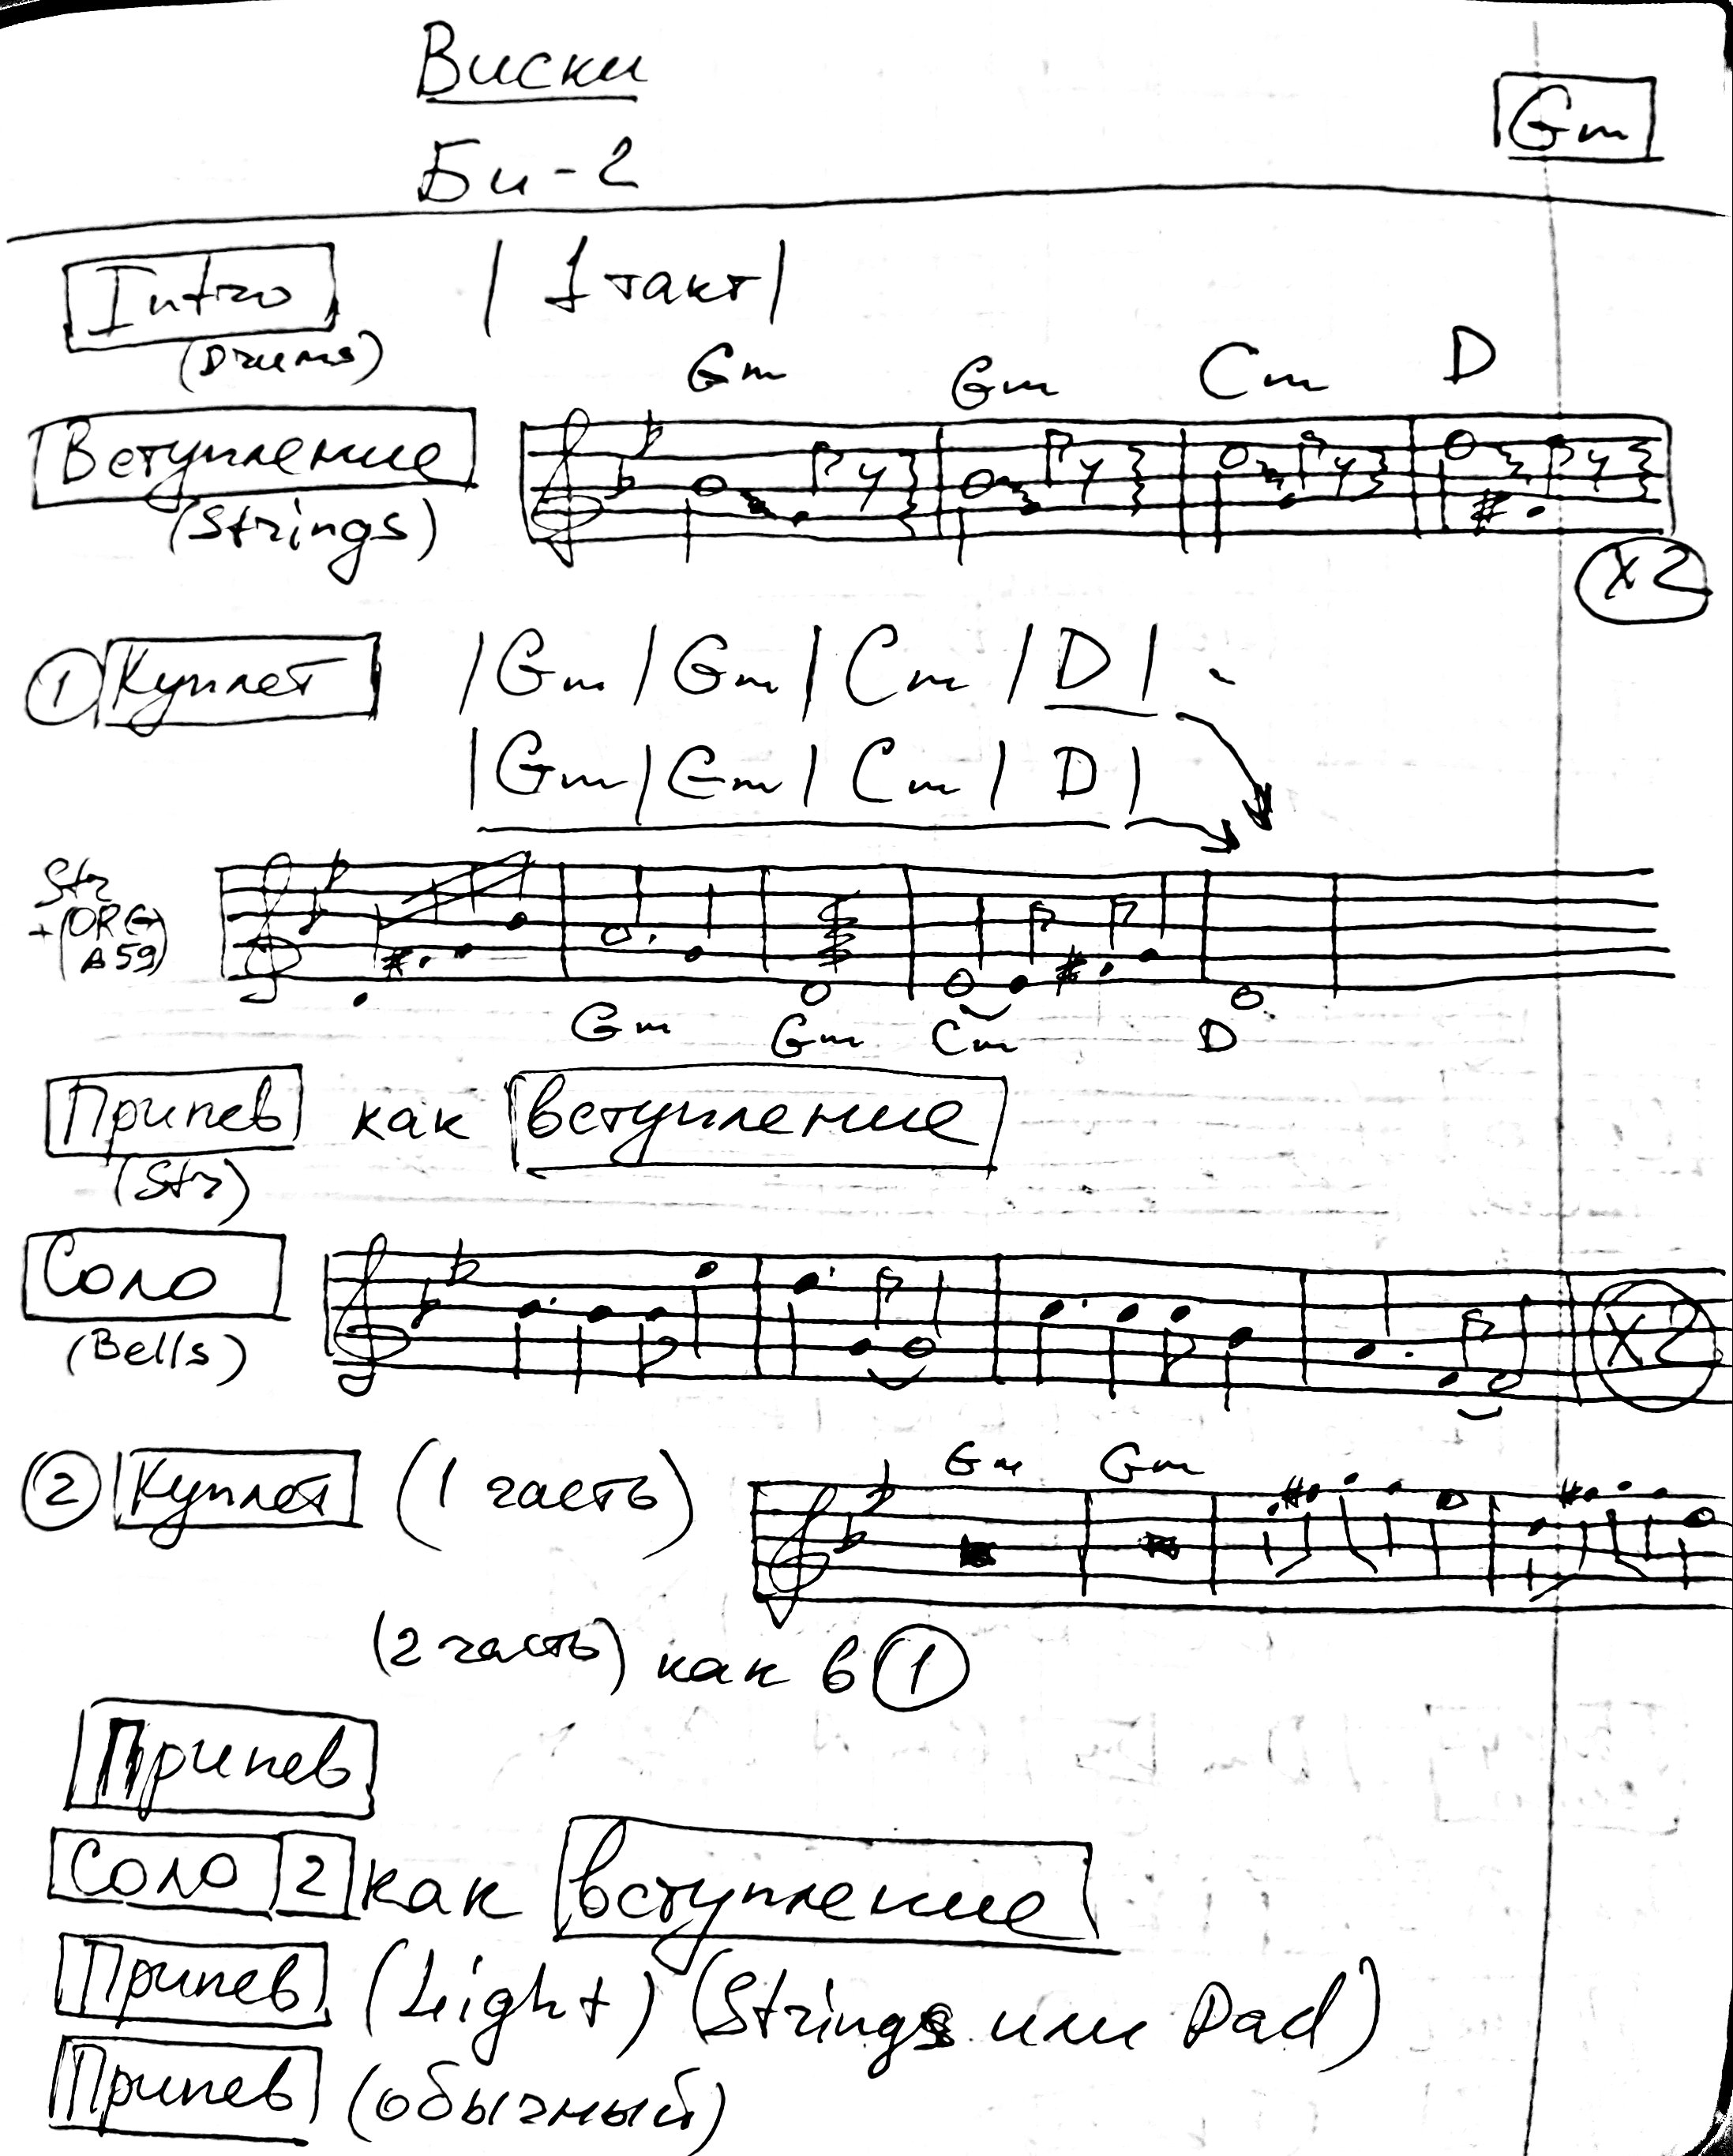 Виски
Gm
Би-2
Intro | 1 такт |
(Drums)
Gm Gm Cm D
Вступление
(Strings)
x2
① Куплет | Gm | Gm | Cm | D |
| Gm | Gm | Cm | D |
Str
+ (ORG
A59)
Gm Gm Cm D
Припев как вступление
(Str)
Соло
(Bells) x2
② Куплет (1 часть) Gm Gm
(2 часть) как в ①
Припев
Соло 2 как вступление
Припев (Light) (Strings или Pad)
Припев (обычный)